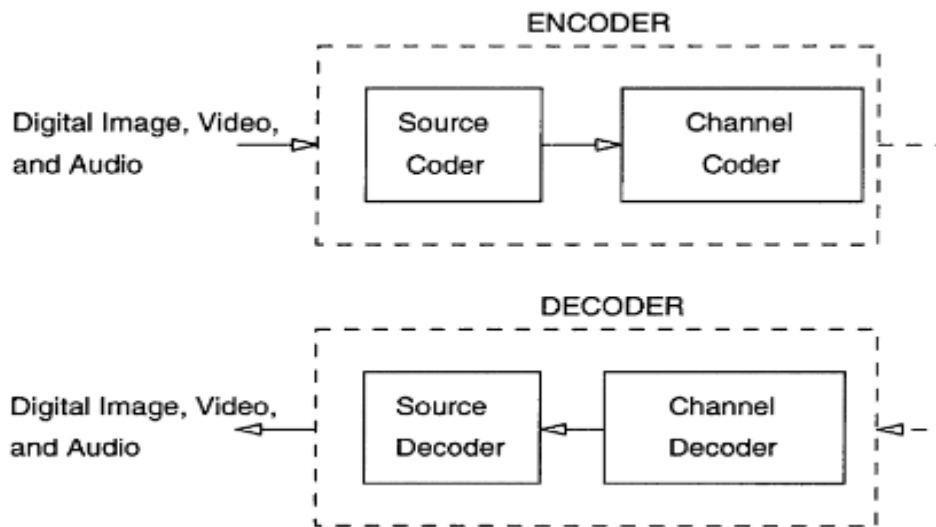 ENCODER
Digital Image, Video,
and Audio
Source
Coder
Channel
Coder
DECODER
Digital Image, Video,
and Audio
Source
Decoder
Channel
Decoder